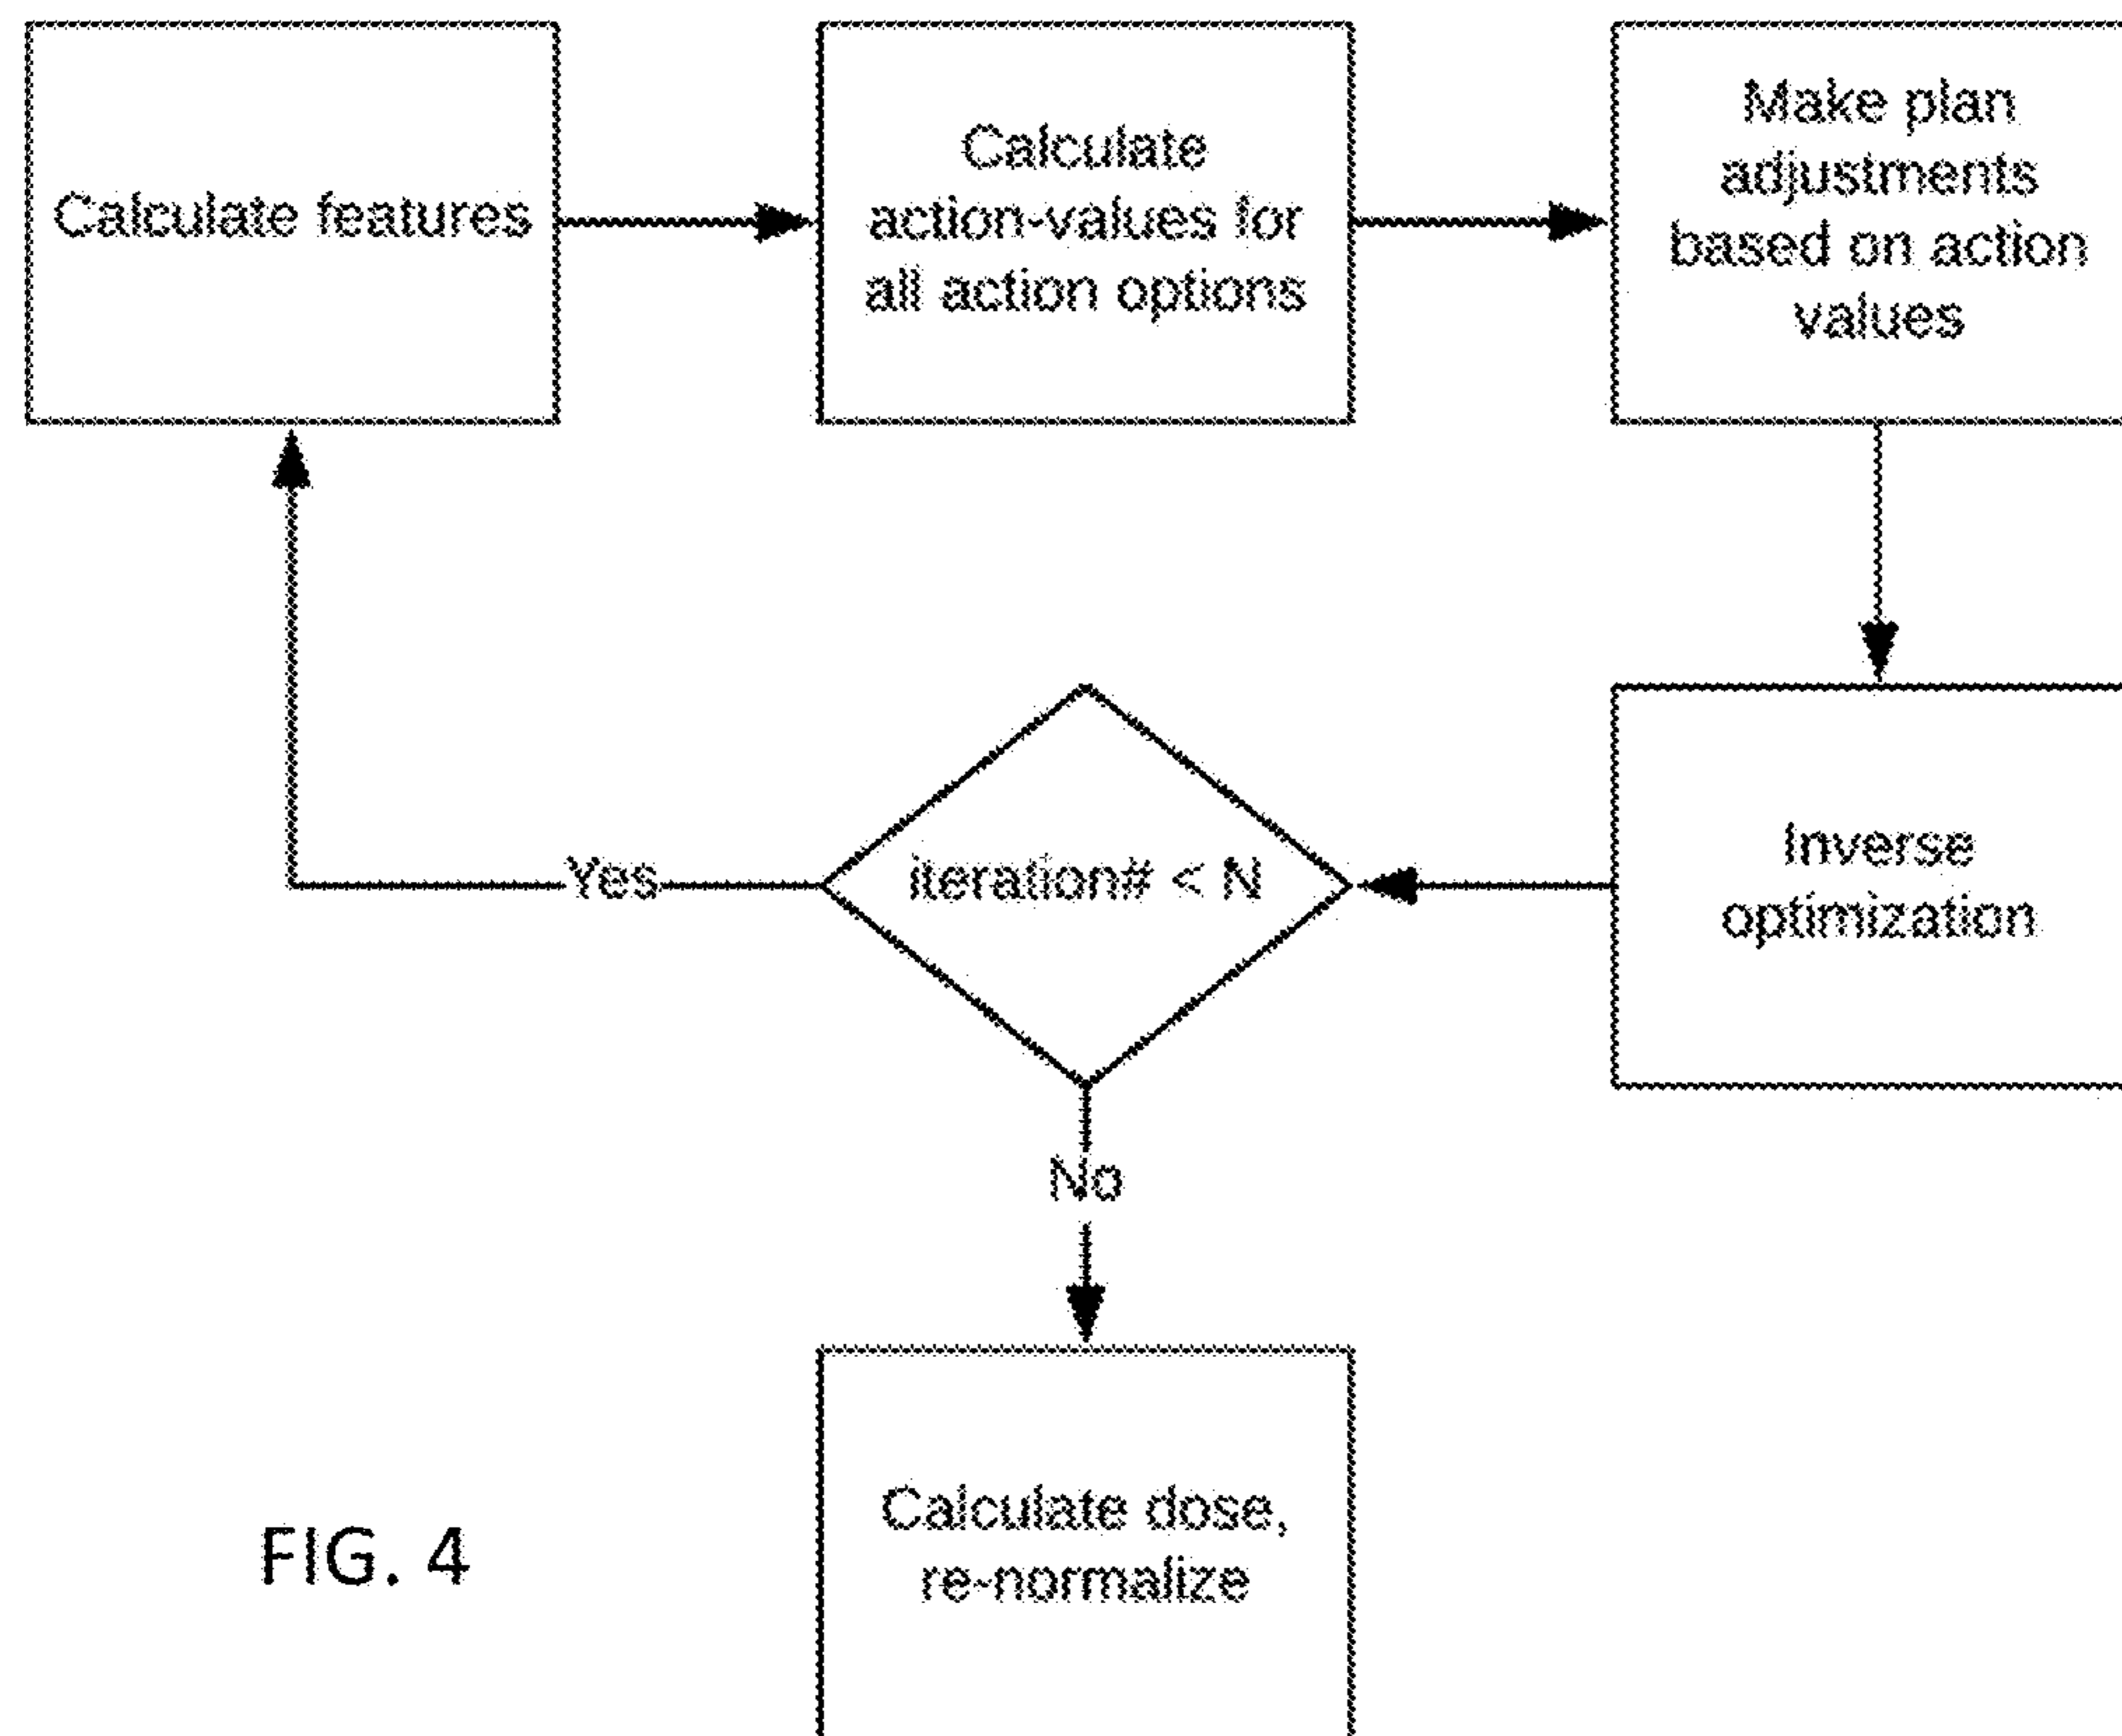 Calculate features
Calculate
action-values for
all action options
Make plan
adjustments
based on action
values
Inverse
optimization
iteration# < N
Yes
No
Calculate dose,
re-normalize
FIG. 4